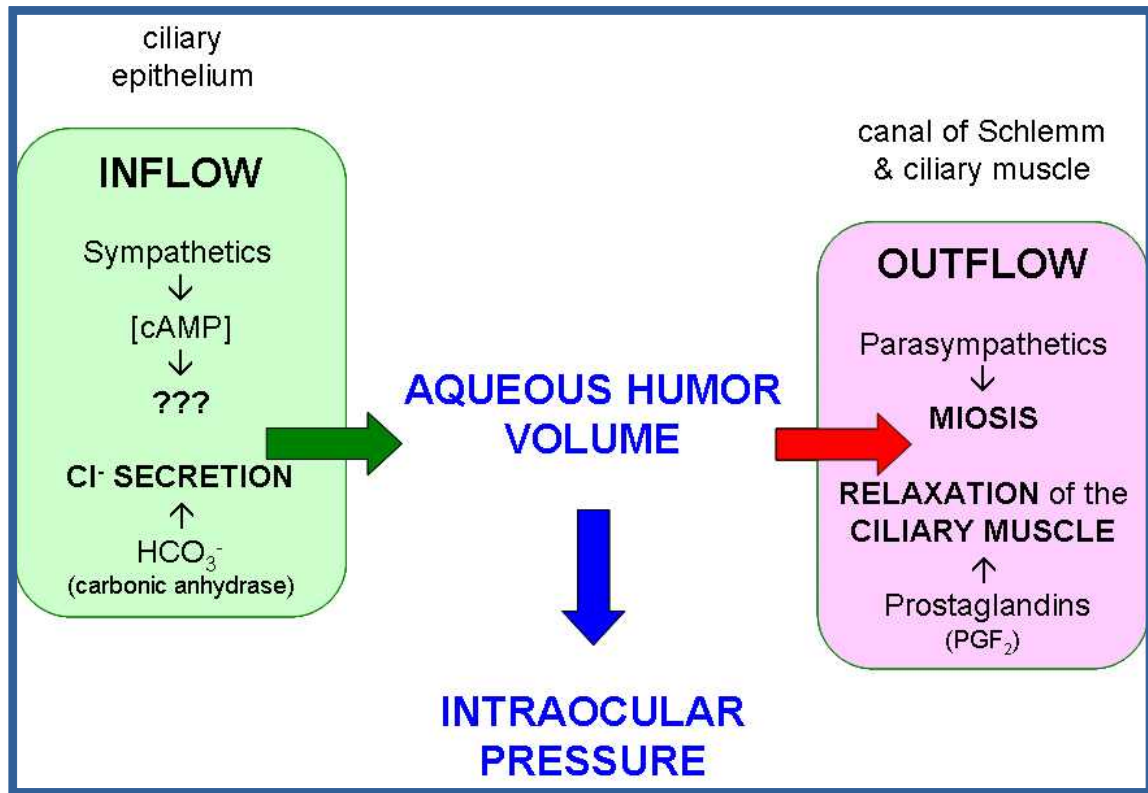 ciliary
epithelium
INFLOW
Sympathetics
↓
[cAMP]
↓
???
Cl⁻ SECRETION
↑
HCO₃⁻
(carbonic anhydrase)
AQUEOUS HUMOR
VOLUME
INTRAOCULAR
PRESSURE
canal of Schlemm
& ciliary muscle
OUTFLOW
Parasympathetics
↓
MIOSIS
RELAXATION of the
CILIARY MUSCLE
↑
Prostaglandins
(PGF₂)